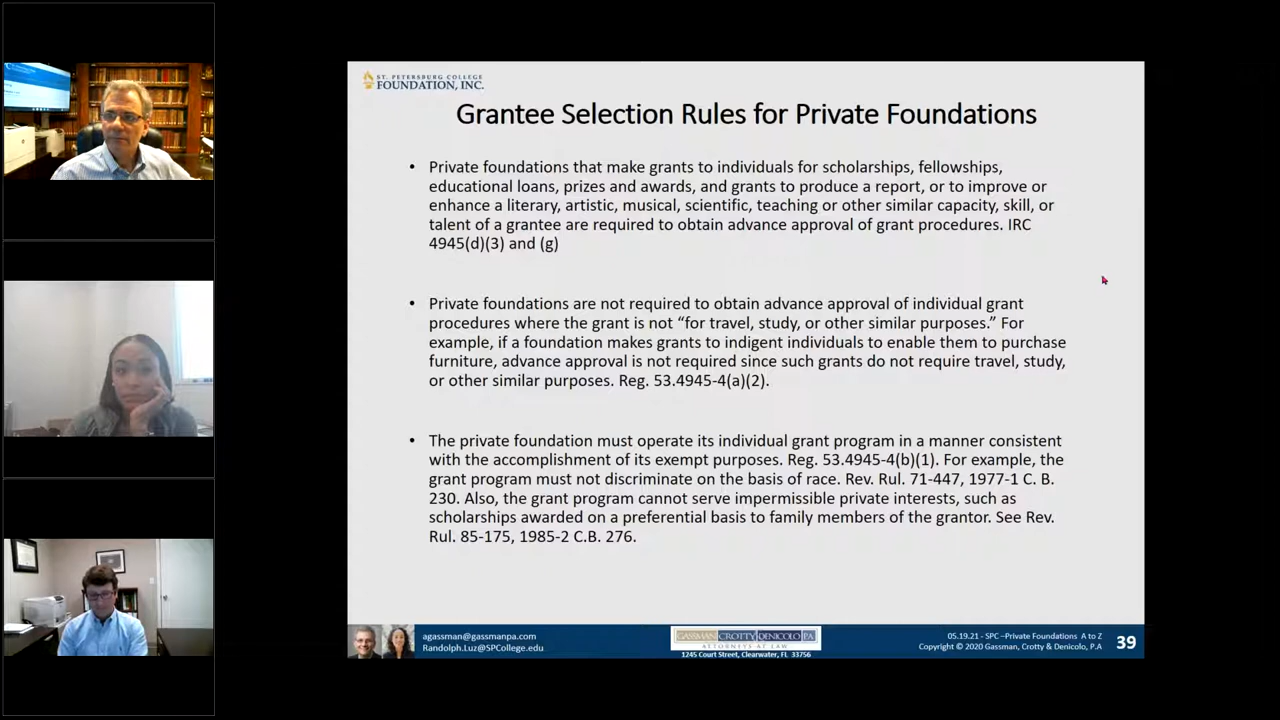 ST. PETERSBURG COLLEGE
FOUNDATION, INC.
Grantee Selection Rules for Private Foundations
• Private foundations that make grants to individuals for scholarships, fellowships,
educational loans, prizes and awards, and grants to produce a report, or to improve or
enhance a literary, artistic, musical, scientific, teaching or other similar capacity, skill, or
talent of a grantee are required to obtain advance approval of grant procedures. IRC
4945(d)(3) and (g)
• Private foundations are not required to obtain advance approval of individual grant
procedures where the grant is not “for travel, study, or other similar purposes.” For
example, if a foundation makes grants to indigent individuals to enable them to purchase
furniture, advance approval is not required since such grants do not require travel, study,
or other similar purposes. Reg. 53.4945-4(a)(2).
• The private foundation must operate its individual grant program in a manner consistent
with the accomplishment of its exempt purposes. Reg. 53.4945-4(b)(1). For example, the
grant program must not discriminate on the basis of race. Rev. Rul. 71-447, 1977-1 C. B.
230. Also, the grant program cannot serve impermissible private interests, such as
scholarships awarded on a preferential basis to family members of the grantor. See Rev.
Rul. 85-175, 1985-2 C.B. 276.
agassman@gassmanpa.com
Randolph.Luz@SPCollege.edu
GASSMAN CROTTY DENICOLO, PA
ATTORNEYS AT LAW
1245 Court Street, Clearwater, FL 33756
05.19.21 - SPC –Private Foundations A to Z
Copyright © 2020 Gassman, Crotty & Denicolo, P.A
39